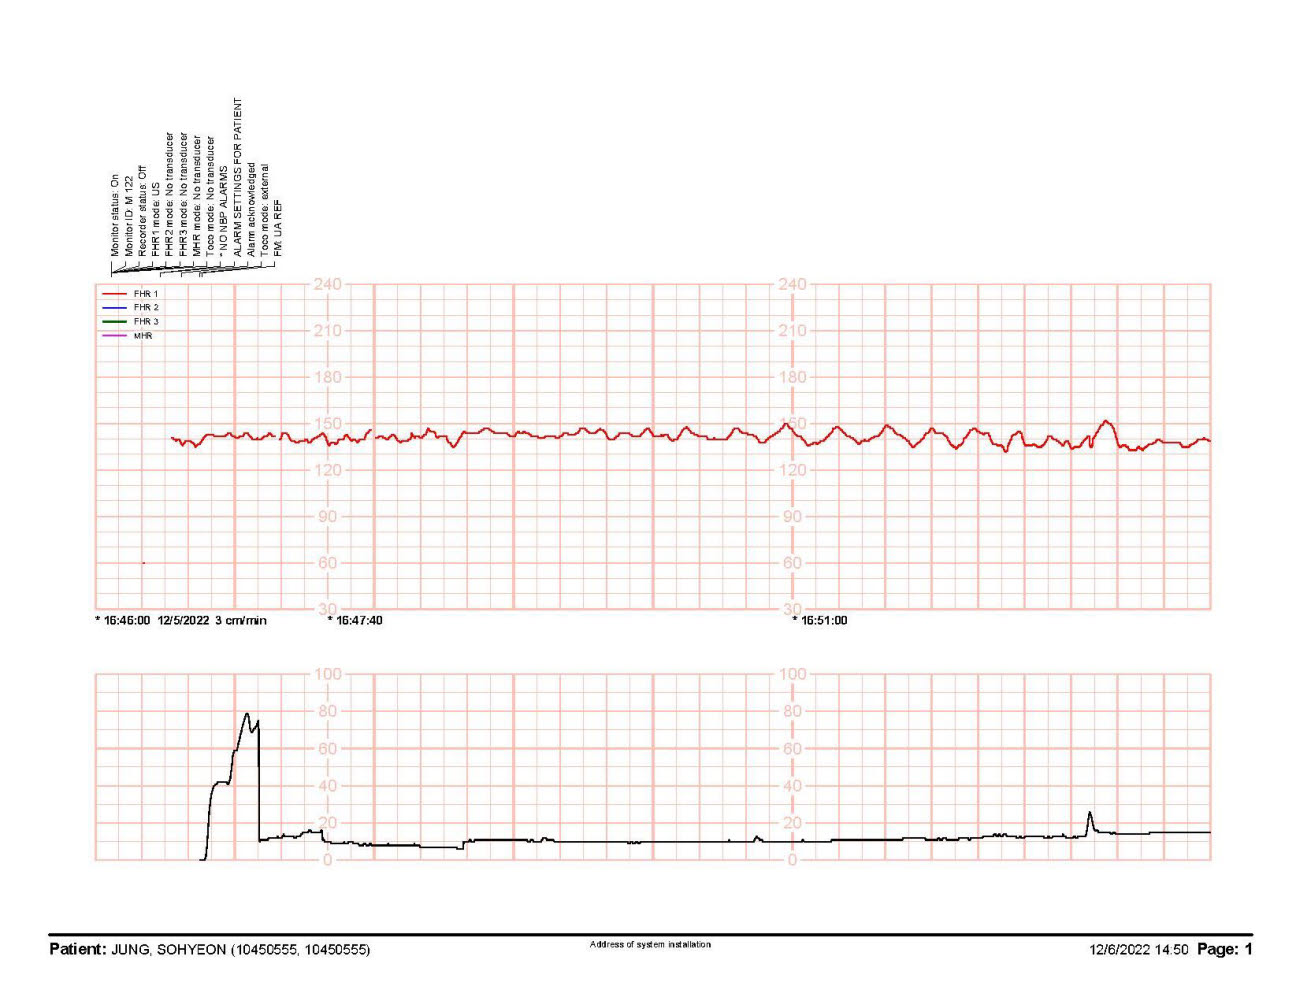 Monitor status: On
Monitor ID: M 122
Recorder status: Off
FHR1 mode: US
FHR2 mode: No transducer
FHR3 mode: No transducer
MHR mode: No transducer
Toco mode: No transducer
* NO NBP ALARMS
ALARM SETTINGS FOR PATIENT
Alarm acknowledged
Toco mode: external
FM: UA REF
240 240
FHR 1
FHR 2
FHR 3
MHR
210 210
180 180
150 150
120 120
90 90
60 60
30 30
* 16:46:00 12/5/2022 3 cm/min * 16:47:40 * 16:51:00
100 100
80 80
60 60
40 40
20 20
0 0
Patient: JUNG, SOHYEON (10450555, 10450555) Address of system installation 12/6/2022 14:50 Page: 1